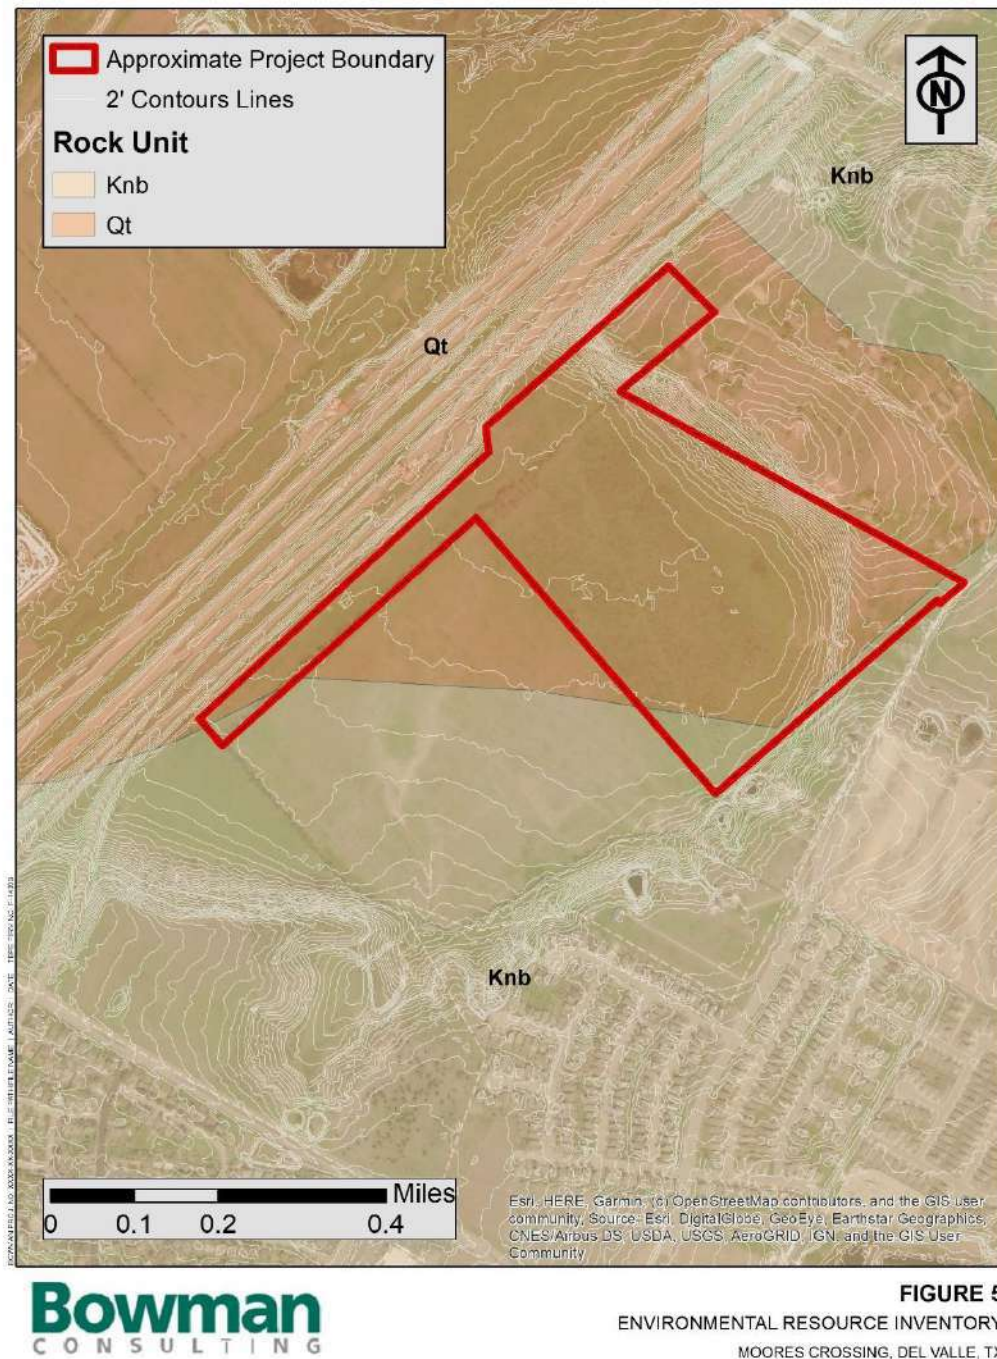 Approximate Project Boundary
2' Contours Lines
Rock Unit
Knb
Qt
N
Knb
Qt
Knb
Miles
0 0.1 0.2 0.4
Esri, HERE, Garmin, (c) OpenStreetMap contributors, and the GIS user
community, Source: Esri, DigitalGlobe, GeoEye, Earthstar Geographics,
CNES/Airbus DS, USDA, USGS, AeroGRID, IGN, and the GIS User
Community
Bowman
CONSULTING
FIGURE 5
ENVIRONMENTAL RESOURCE INVENTORY
MOORES CROSSING, DEL VALLE, TX